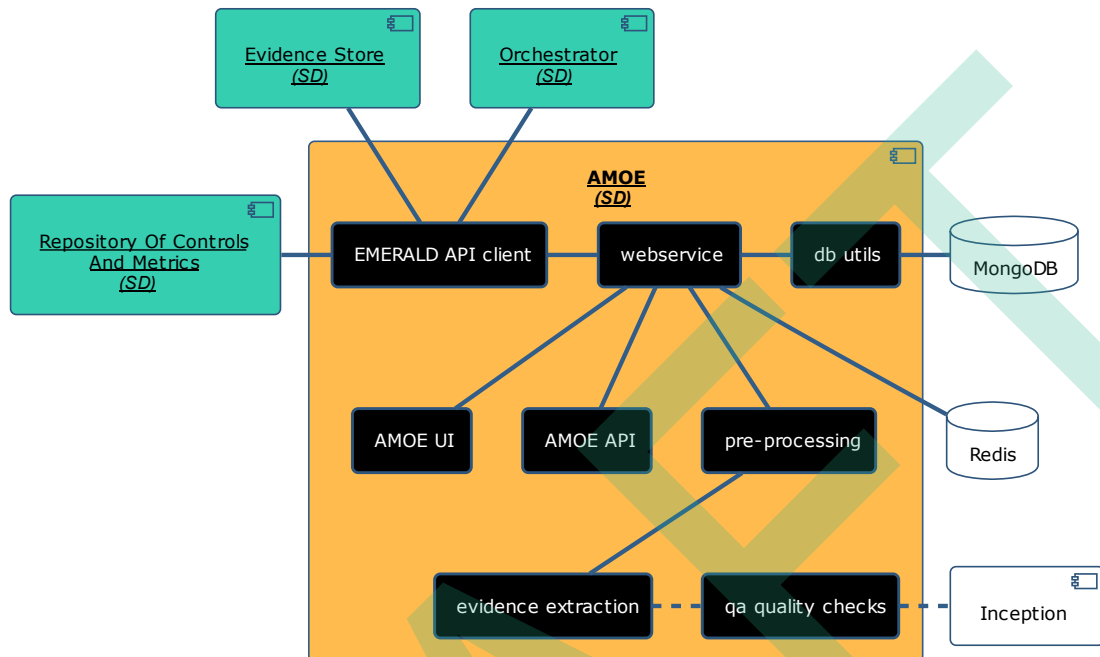 Evidence Store
(SD)
Orchestrator
(SD)
AMOE
(SD)
Repository Of Controls
And Metrics
(SD)
EMERALD API client
webservice
db utils
MongoDB
AMOE UI
AMOE API
pre-processing
Redis
evidence extraction
qa quality checks
Inception